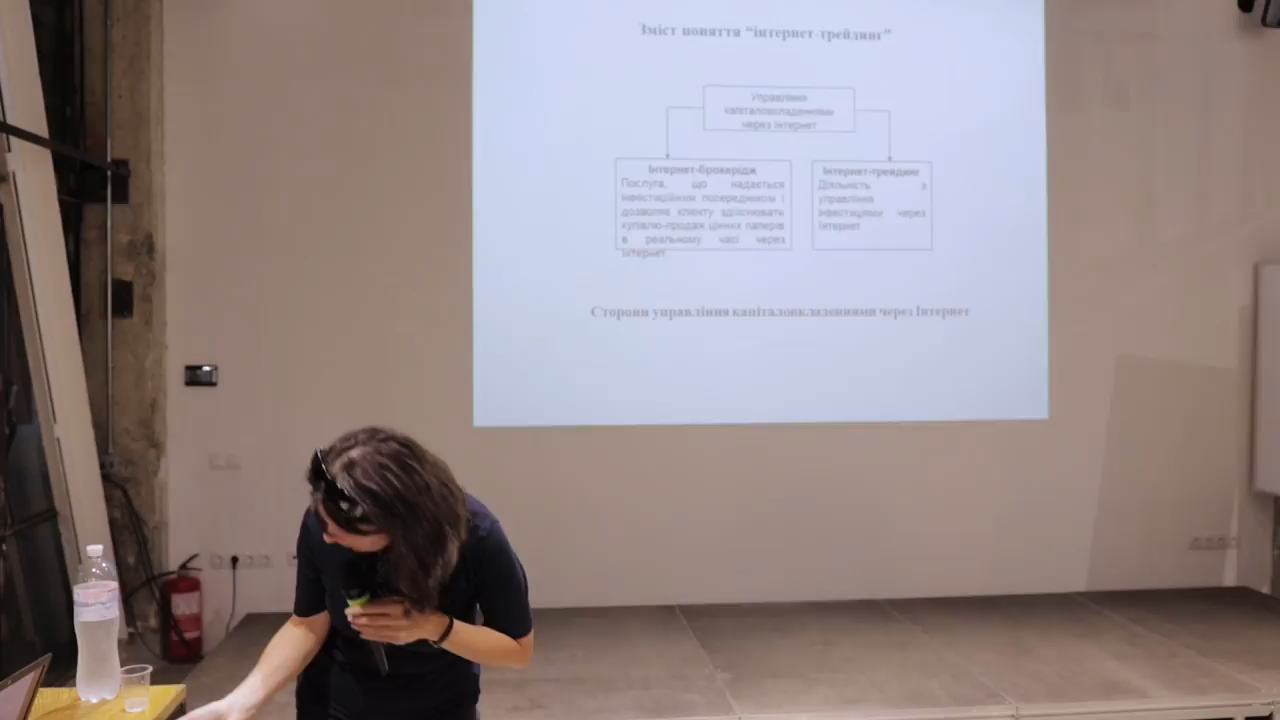 Зміст поняття “інтернет-трейдинг”
Управління
капіталовкладеннями
через Інтернет
Інтернет-брокерідж
Послуга, що надається
інвестиційним посередником і
дозволяє клієнту здійснювати
купівлю-продаж цінних паперів
в реальному часі через
Інтернет
Інтернет-трейдинг
Діяльність з
управління
інвестиціями через
Інтернет
Сторони управління капіталовкладеннями через Інтернет